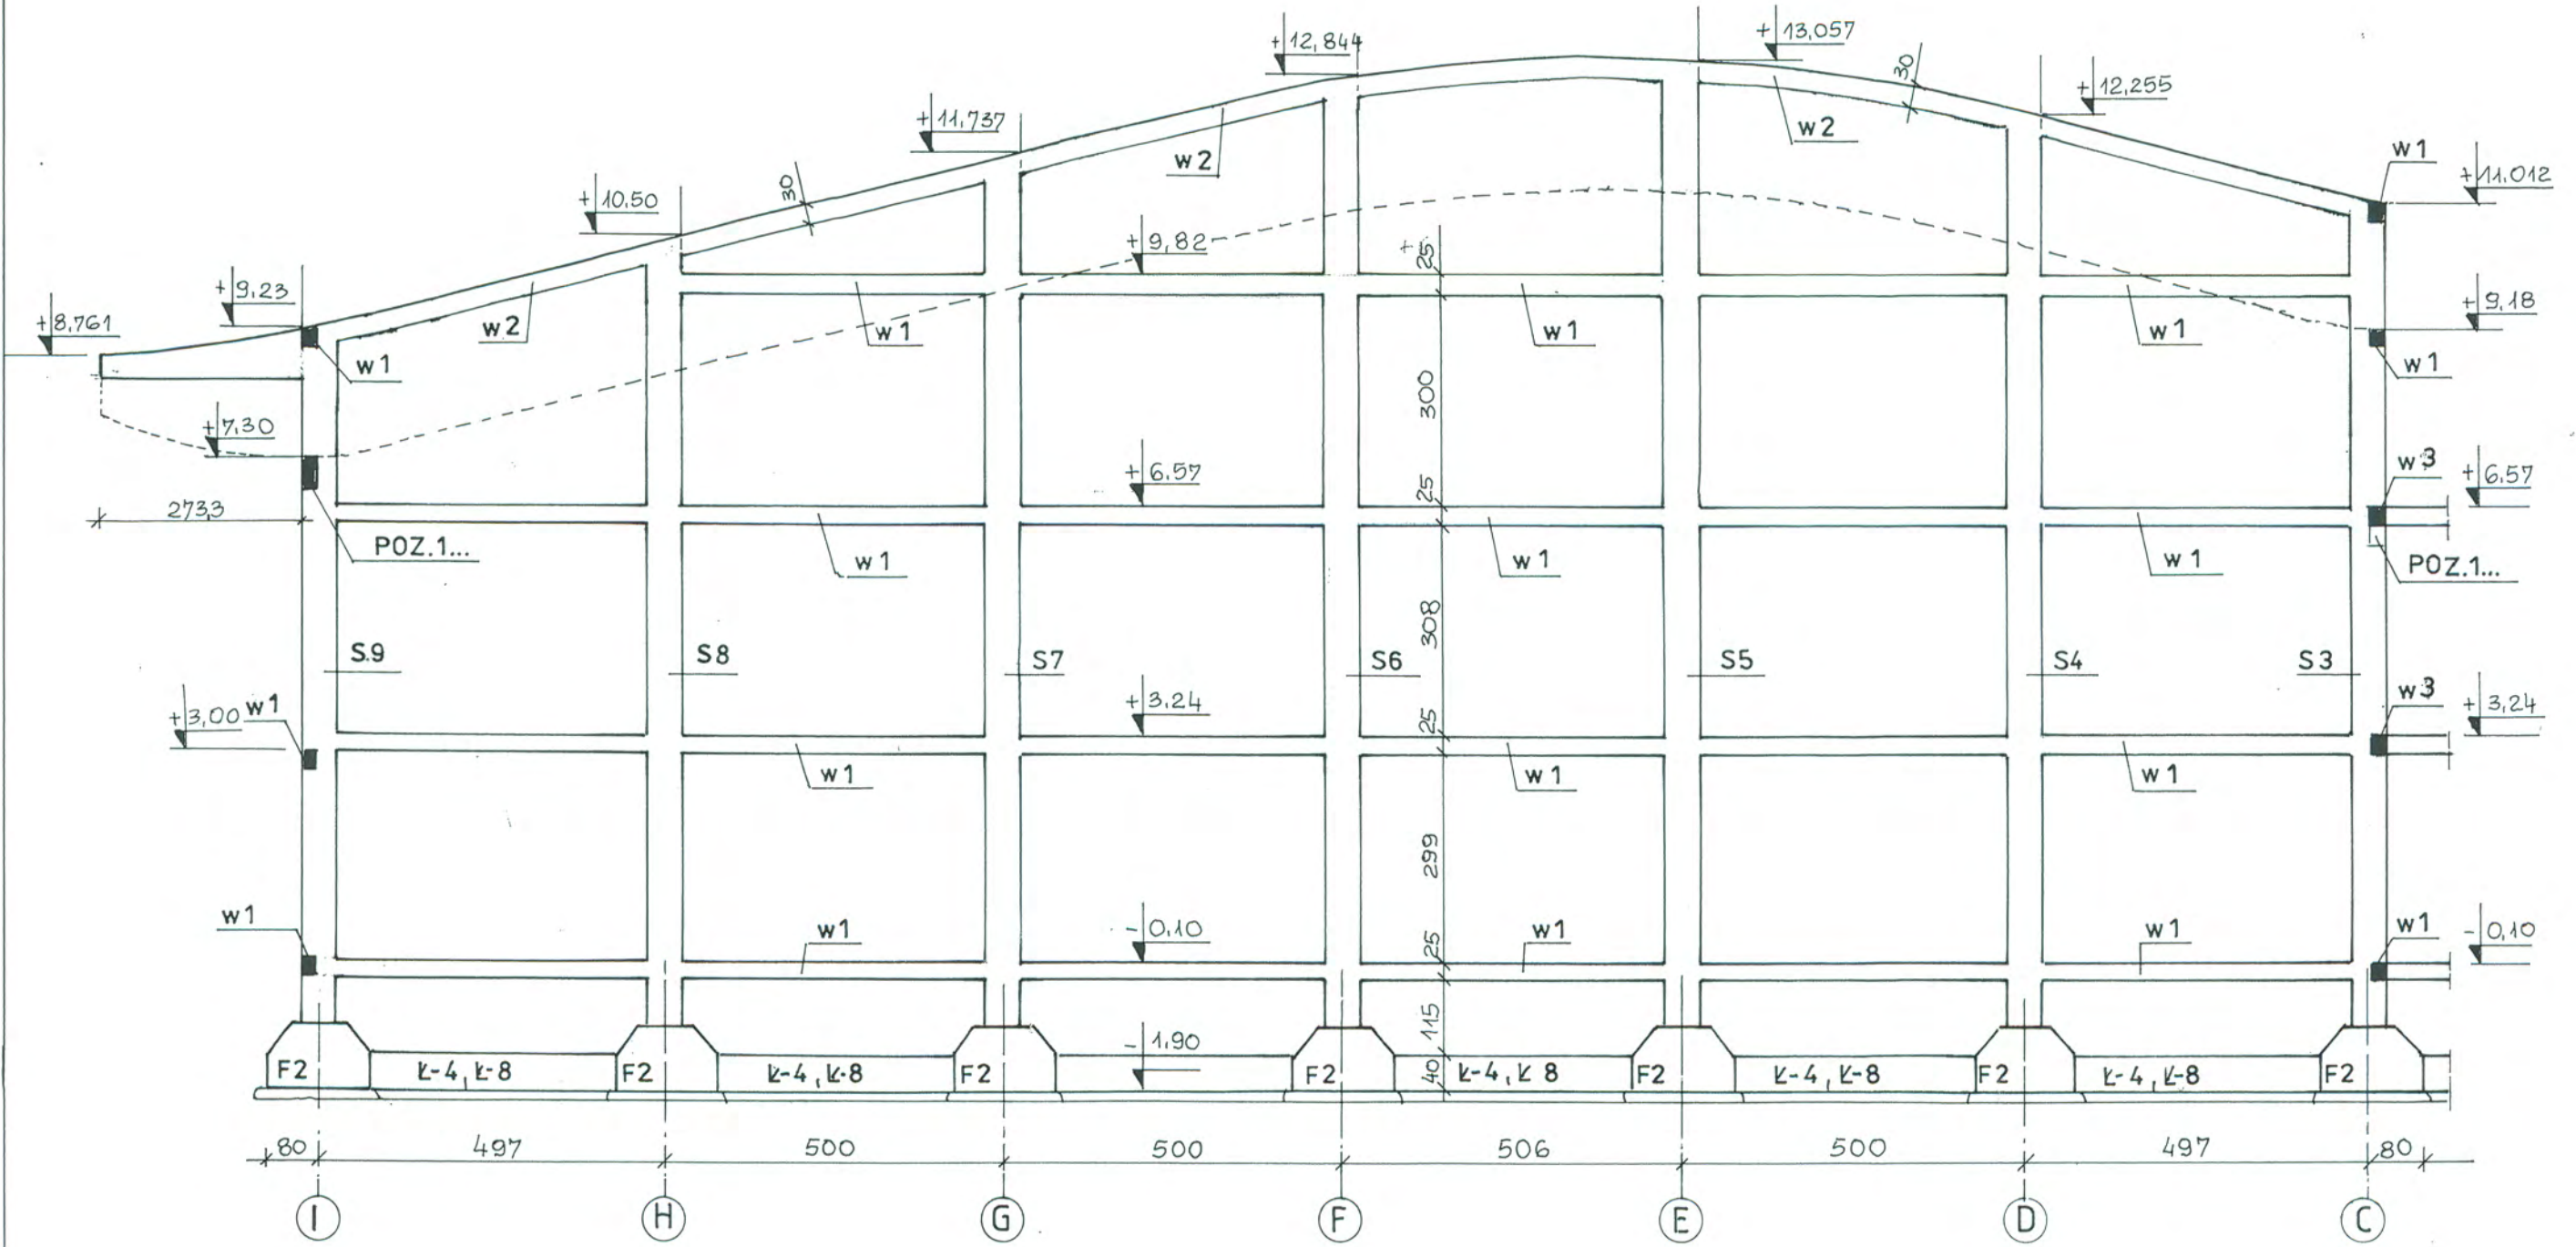 +13,057
+12,844
30
+12,255
+11,737
w2
w2
w1
+11.012
30
+10,50
+9,82
25
+9,23
+8,761
w2
w1
w1
w1
+9,18
w1
w1
300
+7,30
+6.57
25
w3
+6,57
273,3
POZ.1...
w1
w1
w1
POZ.1...
308
S.9
S8
S7
S6
S5
S4
S3
w3
w1
+3,00
+3,24
25
+3,24
w1
w1
w1
299
w1
w1
-0,10
25
w1
w1
w1
-0,10
115
-1,90
40
F2
Ł-4, Ł-8
F2
Ł-4, Ł-8
F2
F2
Ł-4, Ł 8
F2
Ł-4, Ł-8
F2
Ł-4, Ł-8
F2
80
497
500
500
506
500
497
80
I
H
G
F
E
D
C